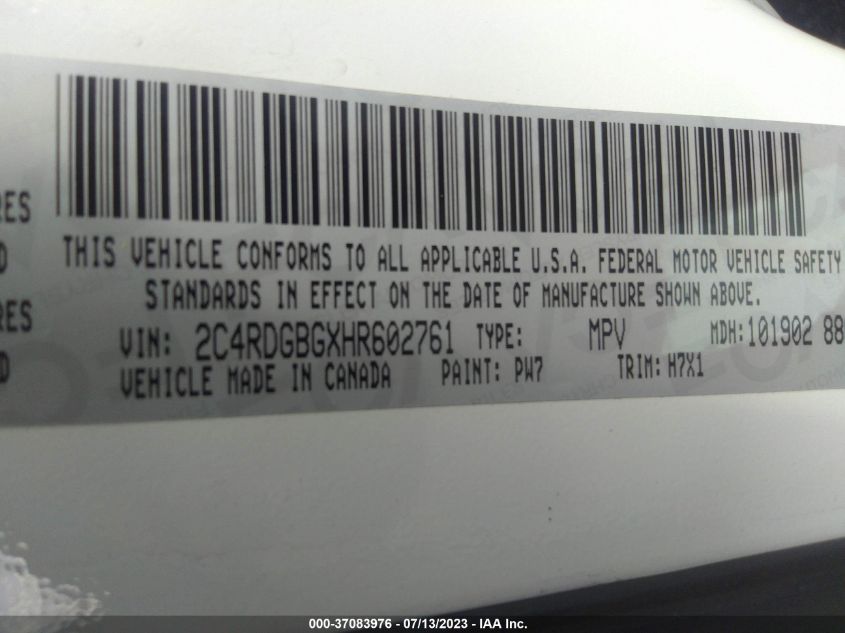 RES
THIS VEHICLE CONFORMS TO ALL APPLICABLE U.S.A. FEDERAL MOTOR VEHICLE SAFETY
D
STANDARDS IN EFFECT ON THE DATE OF MANUFACTURE SHOWN ABOVE.
RES
VIN: 2C4RDGBGXHR602761 TYPE: MPV MDH:101902 88
D
VEHICLE MADE IN CANADA PAINT: PW7 TRIM: H7X1
000-37083976 - 07/13/2023 - IAA Inc.